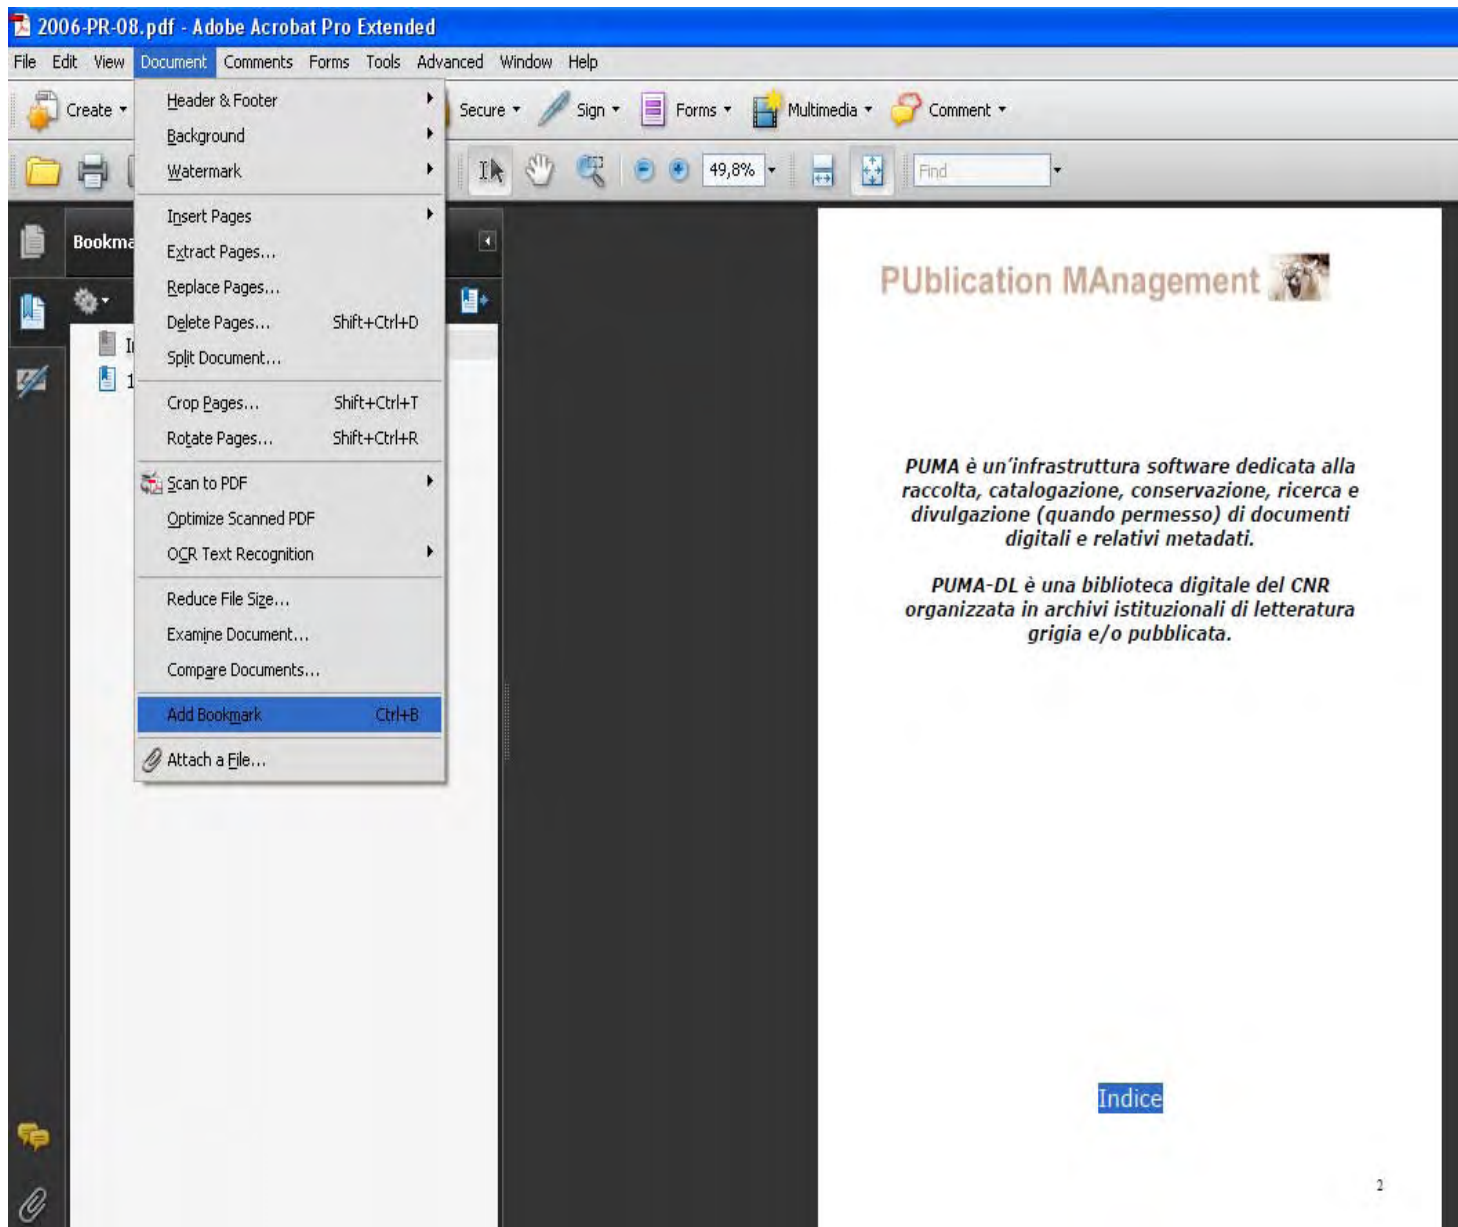 2006-PR-08.pdf - Adobe Acrobat Pro Extended
File Edit View Document Comments Forms Tools Advanced Window Help
Create Secure Sign Forms Multimedia Comment
49,8% Find
Header & Footer
Background
Watermark
Insert Pages
Extract Pages...
Replace Pages...
Delete Pages... Shift+Ctrl+D
Split Document...
Crop Pages... Shift+Ctrl+T
Rotate Pages... Shift+Ctrl+R
Scan to PDF
Optimize Scanned PDF
OCR Text Recognition
Reduce File Size...
Examine Document...
Compare Documents...
Add Bookmark Ctrl+B
Attach a File...
Bookma
1
PUblication MAnagement
PUMA è un'infrastruttura software dedicata alla
raccolta, catalogazione, conservazione, ricerca e
divulgazione (quando permesso) di documenti
digitali e relativi metadati.
PUMA-DL è una biblioteca digitale del CNR
organizzata in archivi istituzionali di letteratura
grigia e/o pubblicata.
Indice
2